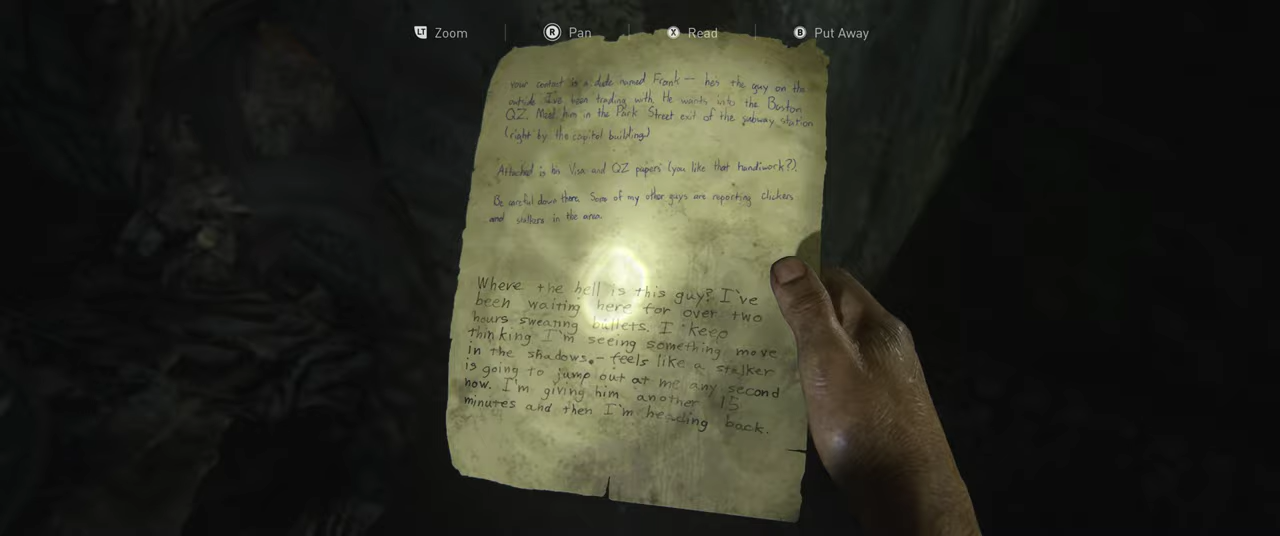 LT Zoom
R Pan
X Read
B Put Away
your contact is a dude named Frank — he's the guy on the
outside I've been trading with. He wants into the Boston
QZ. Meet him in the Park Street exit of the subway station
(right by the capitol building)
Attached is his Visa and QZ papers (you like that handiwork?).
Be careful down there. Some of my other guys are reporting clickers
and stalkers in the area.
Where the hell is this guy? I've
been waiting here for over two
hours sweating bullets. I keep
thinking I'm seeing something move
in the shadows. – feels like a stalker
is going to jump out at me any second
now. I'm giving him another 15
minutes and then I'm heading back.